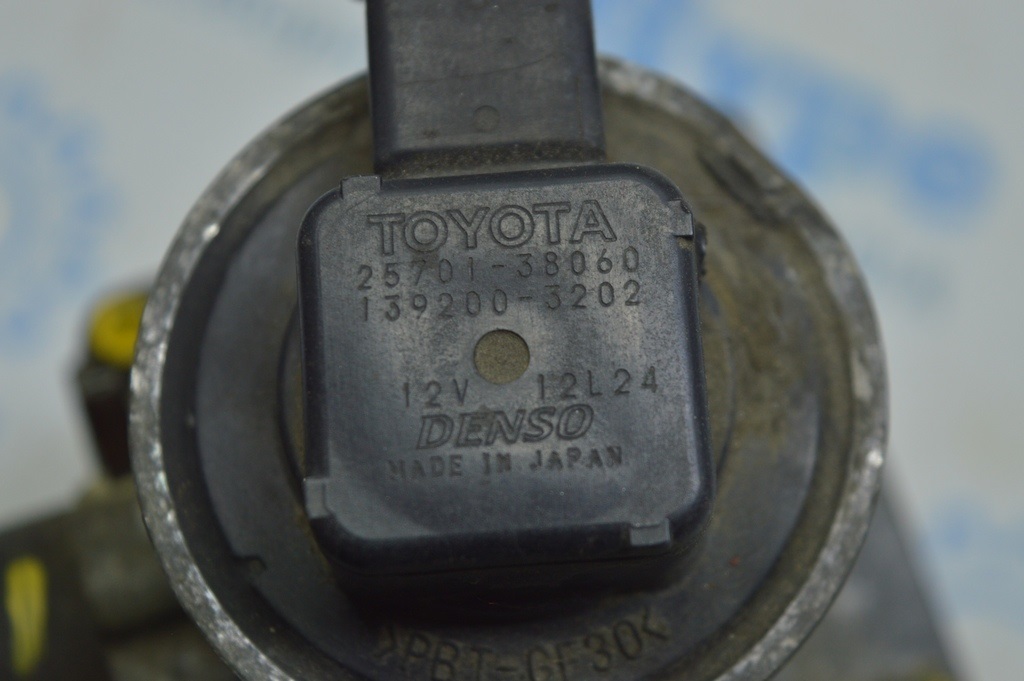 TOYOTA
25701-38060
139200-3202
12V 12L24
DENSO
MADE IN JAPAN
>PBT-GF30<